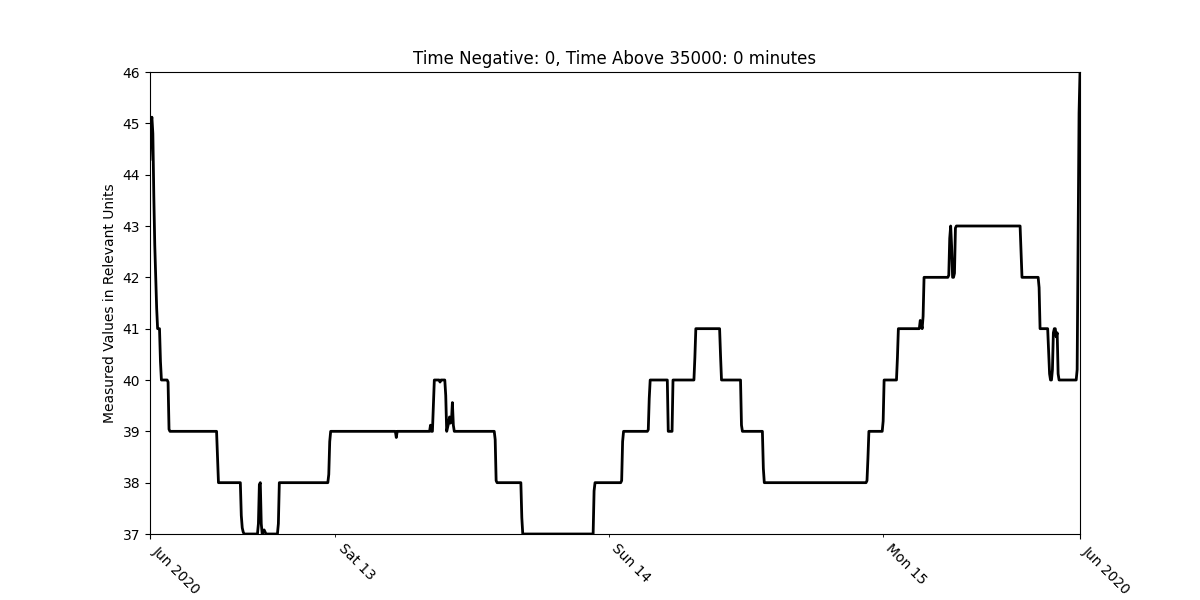 Time Negative: 0, Time Above 35000: 0 minutes
Measured Values in Relevant Units
46
45
44
43
42
41
40
39
38
37
Jun 2020
Sat 13
Sun 14
Mon 15
Jun 2020